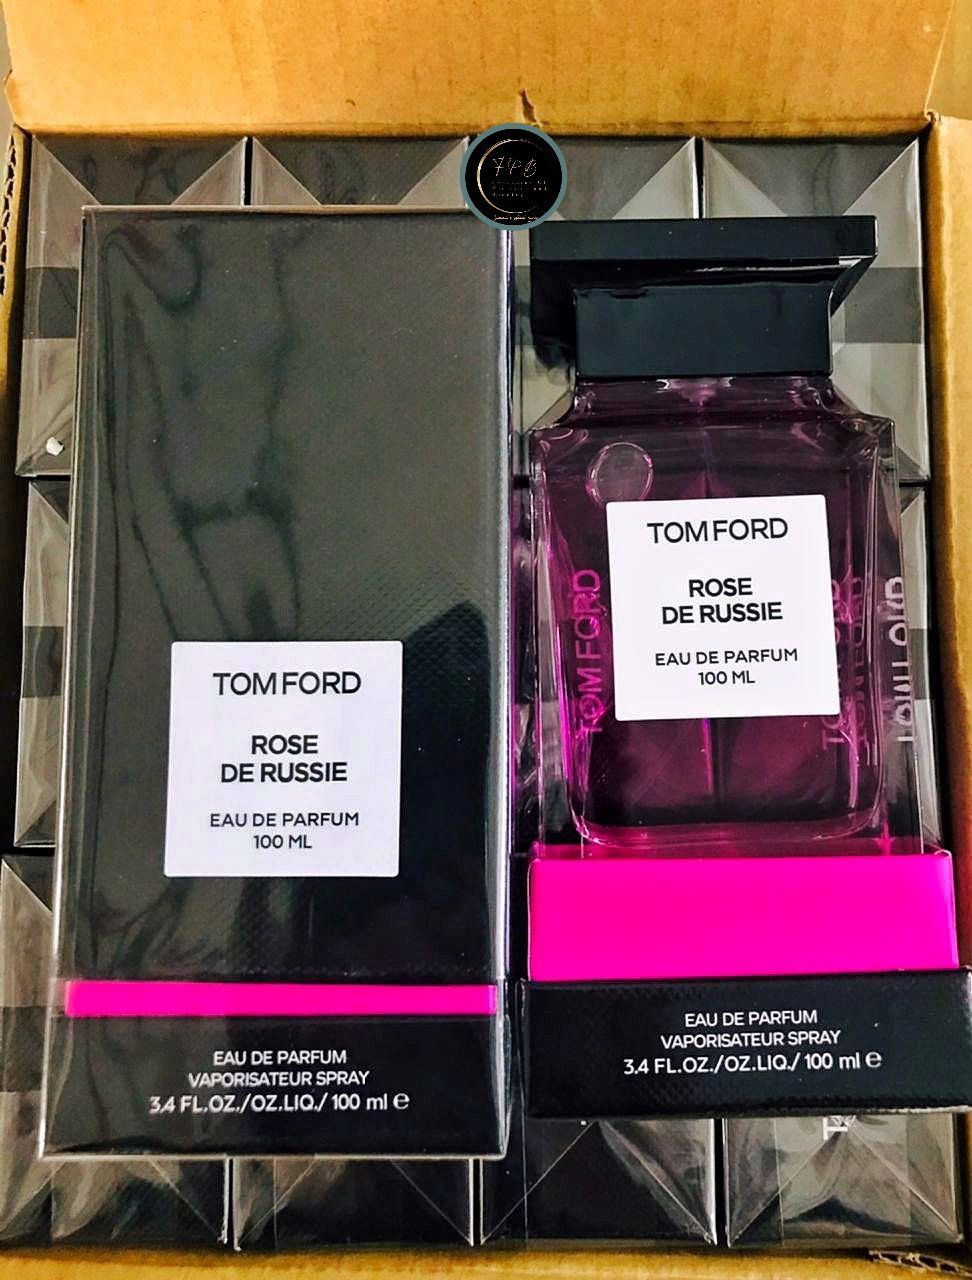 TOM FORD
ROSE
DE RUSSIE
EAU DE PARFUM
100 ML
EAU DE PARFUM
VAPORISATEUR SPRAY
3.4 FL.OZ./OZ.LIQ./ 100 ml e
TOM FORD
ROSE
DE RUSSIE
EAU DE PARFUM
100 ML
TOM FORD
EAU DE PARFUM
VAPORISATEUR SPRAY
3.4 FL.OZ./OZ.LIQ./ 100 ml e